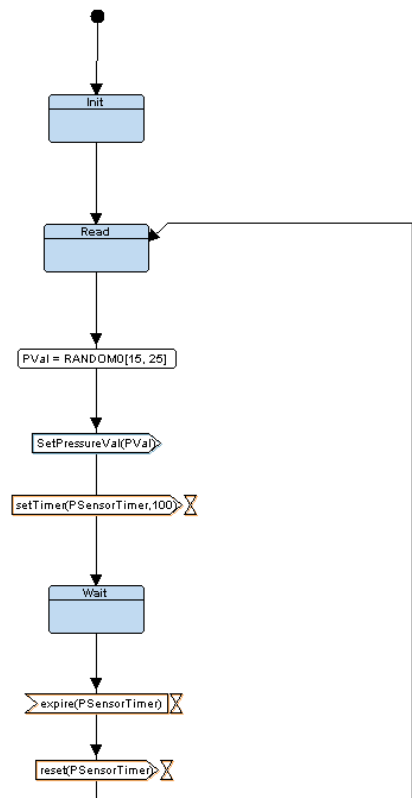 Init
Read
PVal = RANDOM0[15, 25]
SetPressureVal(PVal)
setTimer(PSensorTimer,100)
Wait
expire(PSensorTimer)
reset(PSensorTimer)